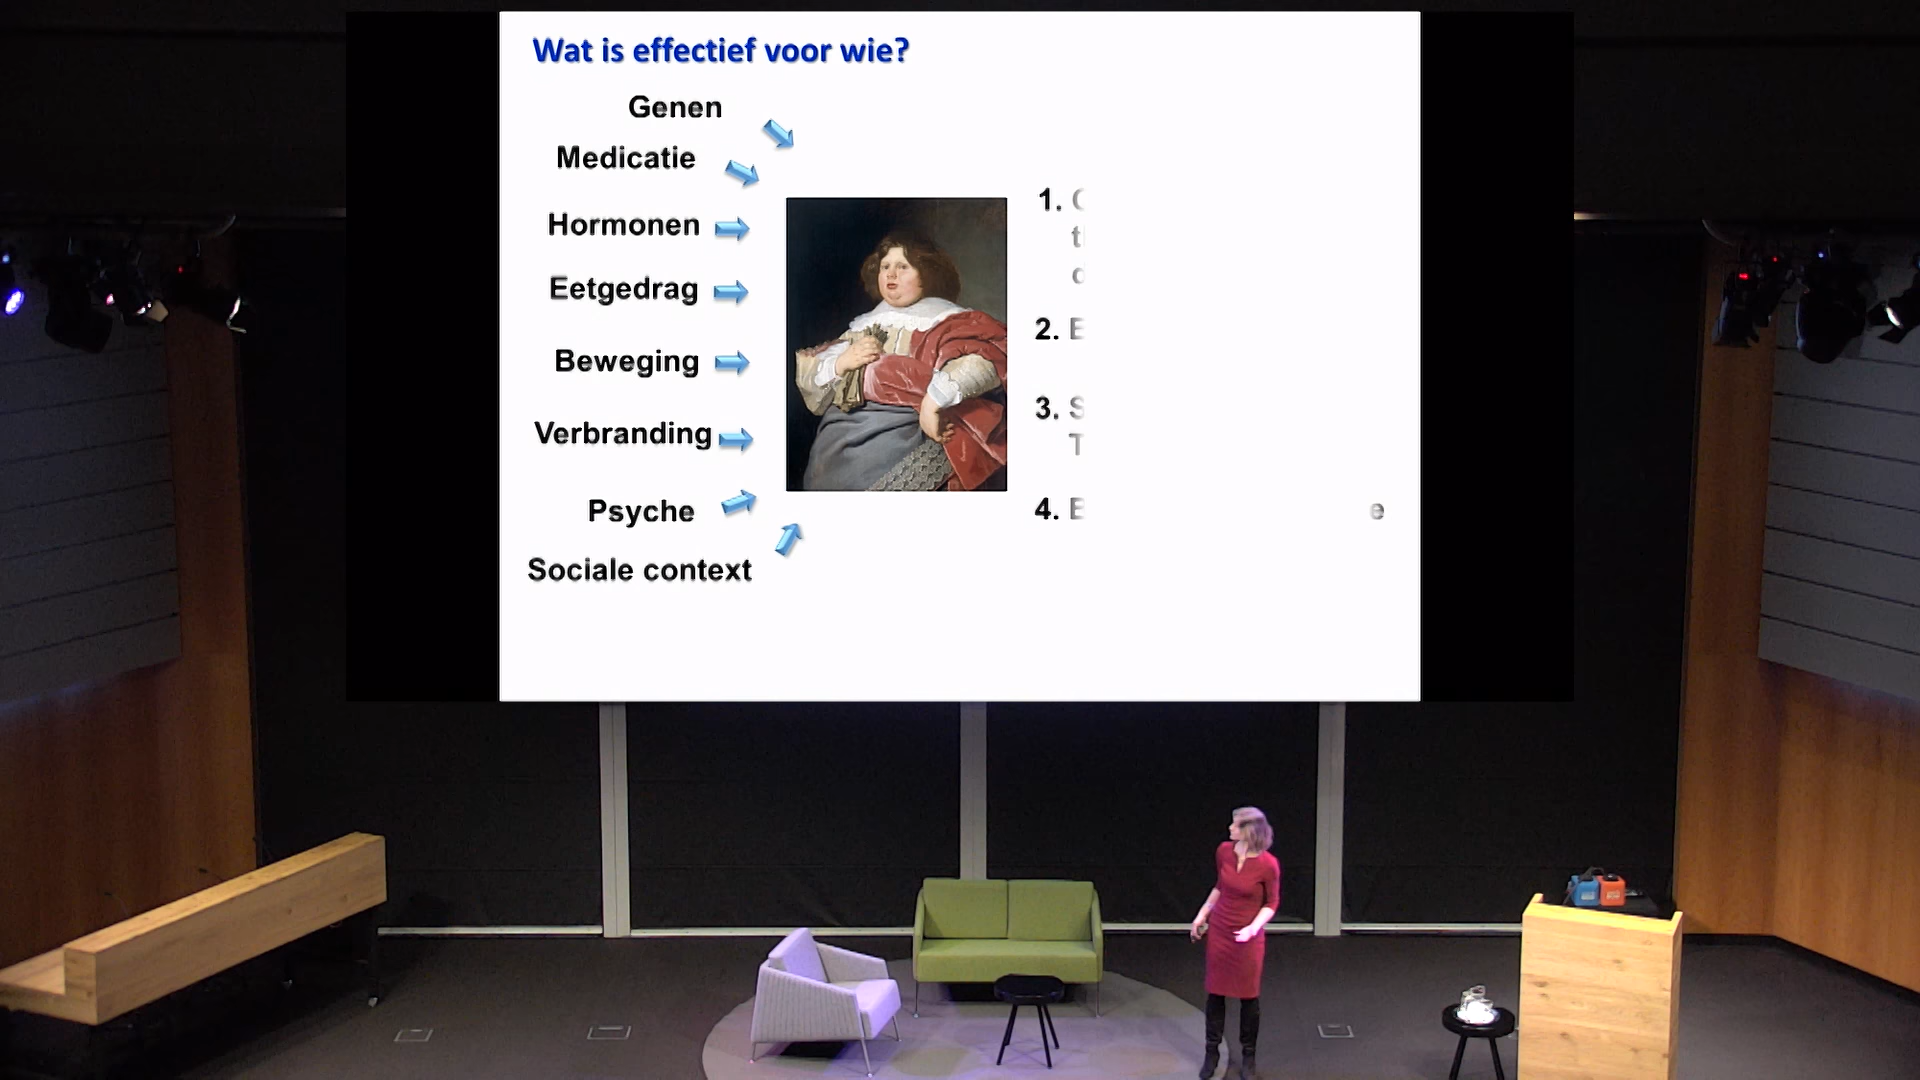 Wat is effectief voor wie?
Genen
Medicatie
Hormonen
Eetgedrag
Beweging
Verbranding
Psyche
Sociale context
1.
2.
3.
4.